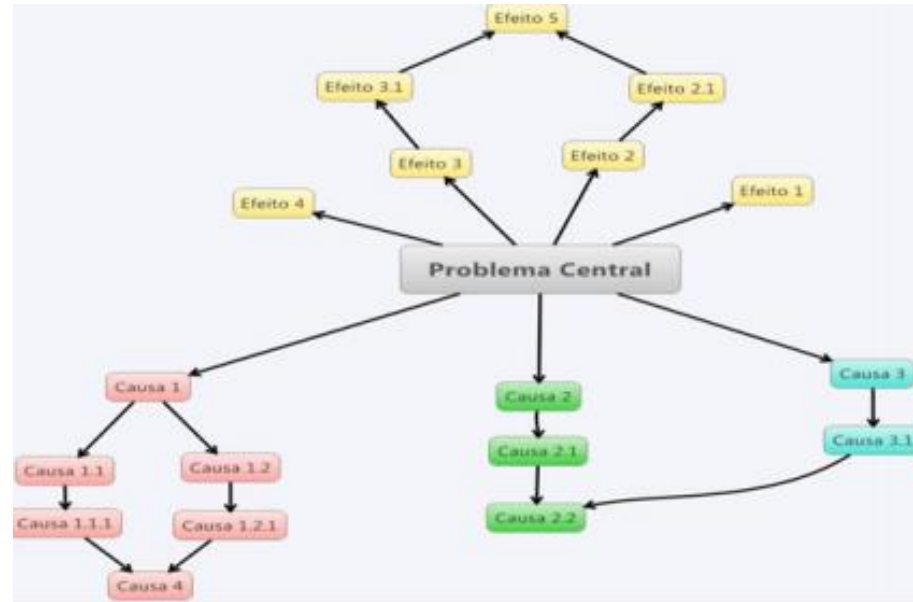 Efeito 5
Efeito 3.1
Efeito 2.1
Efeito 3
Efeito 2
Efeito 4
Efeito 1
Problema Central
Causa 1
Causa 2
Causa 3
Causa 1.1
Causa 1.2
Causa 2.1
Causa 3.1
Causa 1.1.1
Causa 1.2.1
Causa 2.2
Causa 4